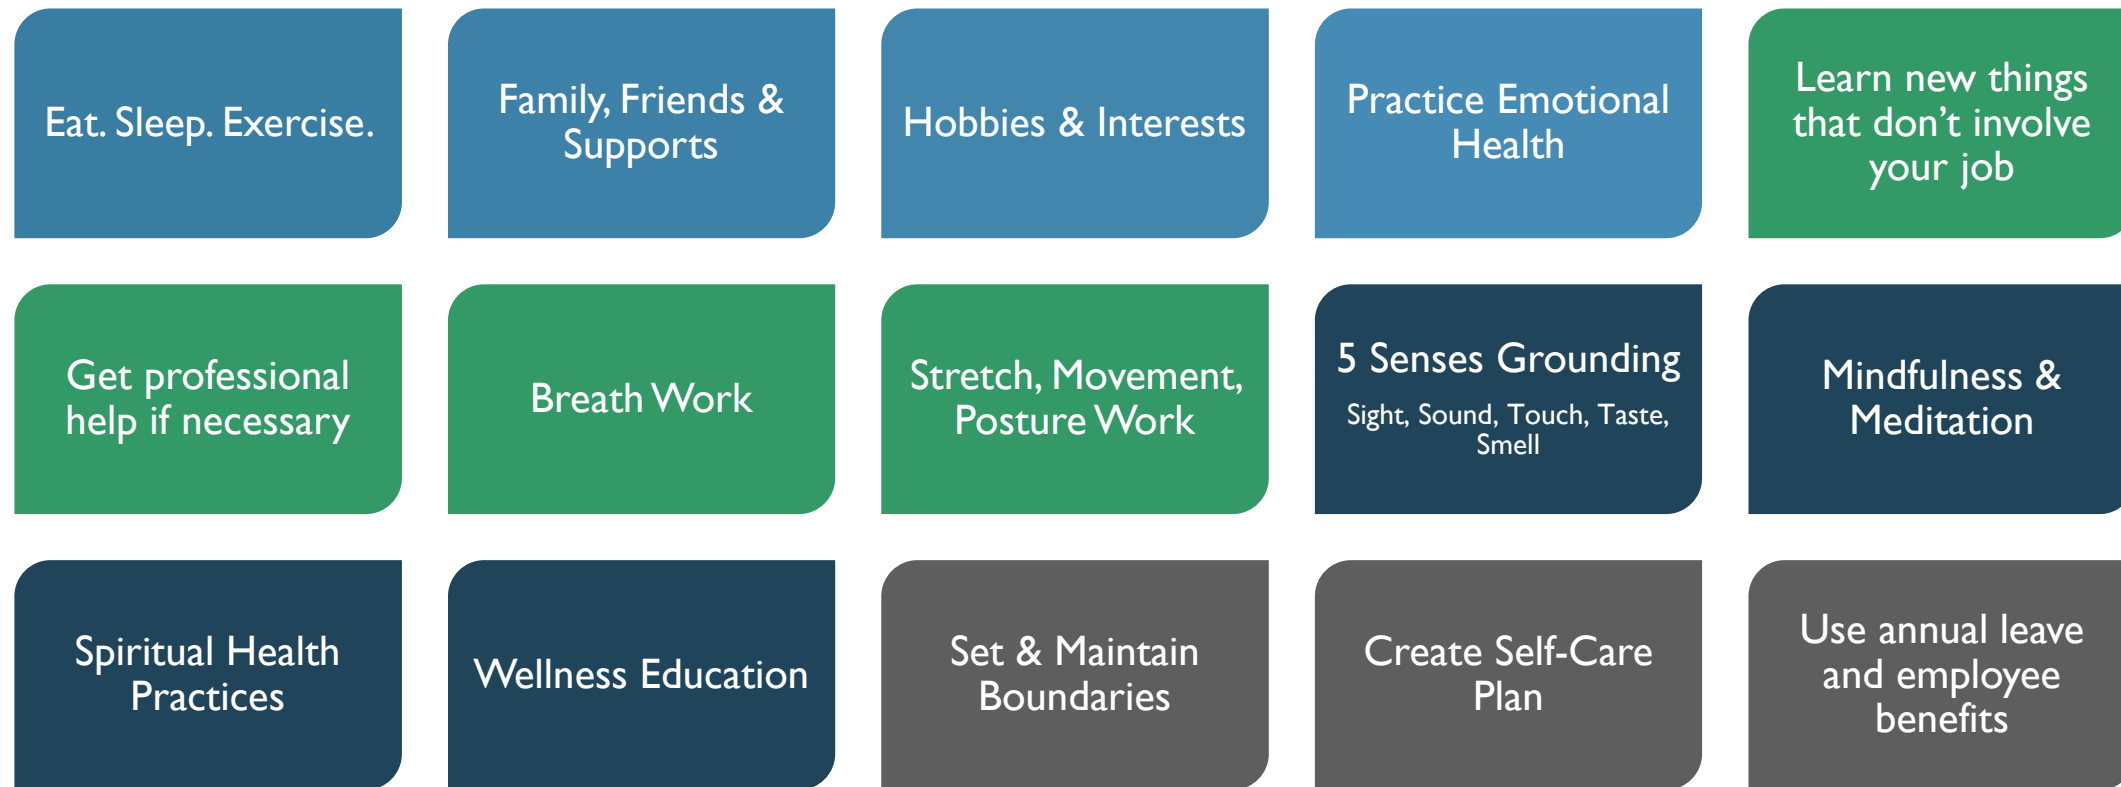 Eat. Sleep. Exercise.
Family, Friends &
Supports
Hobbies & Interests
Practice Emotional
Health
Learn new things
that don’t involve
your job
Get professional
help if necessary
Breath Work
Stretch, Movement,
Posture Work
5 Senses Grounding
Sight, Sound, Touch, Taste,
Smell
Mindfulness &
Meditation
Spiritual Health
Practices
Wellness Education
Set & Maintain
Boundaries
Create Self-Care
Plan
Use annual leave
and employee
benefits